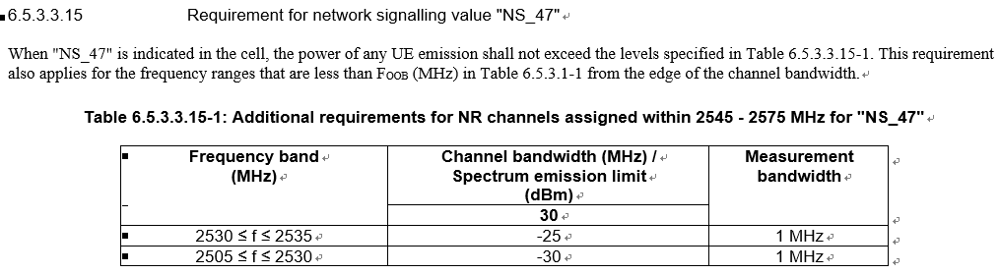 6.5.3.3.15 Requirement for network signalling value "NS_47"
When "NS_47" is indicated in the cell, the power of any UE emission shall not exceed the levels specified in Table 6.5.3.3.15-1. This requirement
also applies for the frequency ranges that are less than FOOB (MHz) in Table 6.5.3.1-1 from the edge of the channel bandwidth.
Table 6.5.3.3.15-1: Additional requirements for NR channels assigned within 2545 - 2575 MHz for "NS_47"
Frequency band (MHz)
Channel bandwidth (MHz) /
Spectrum emission limit
(dBm)
Measurement
bandwidth
30
2530 ≤ f ≤ 2535 -25 1 MHz
2505 ≤ f ≤ 2530 -30 1 MHz